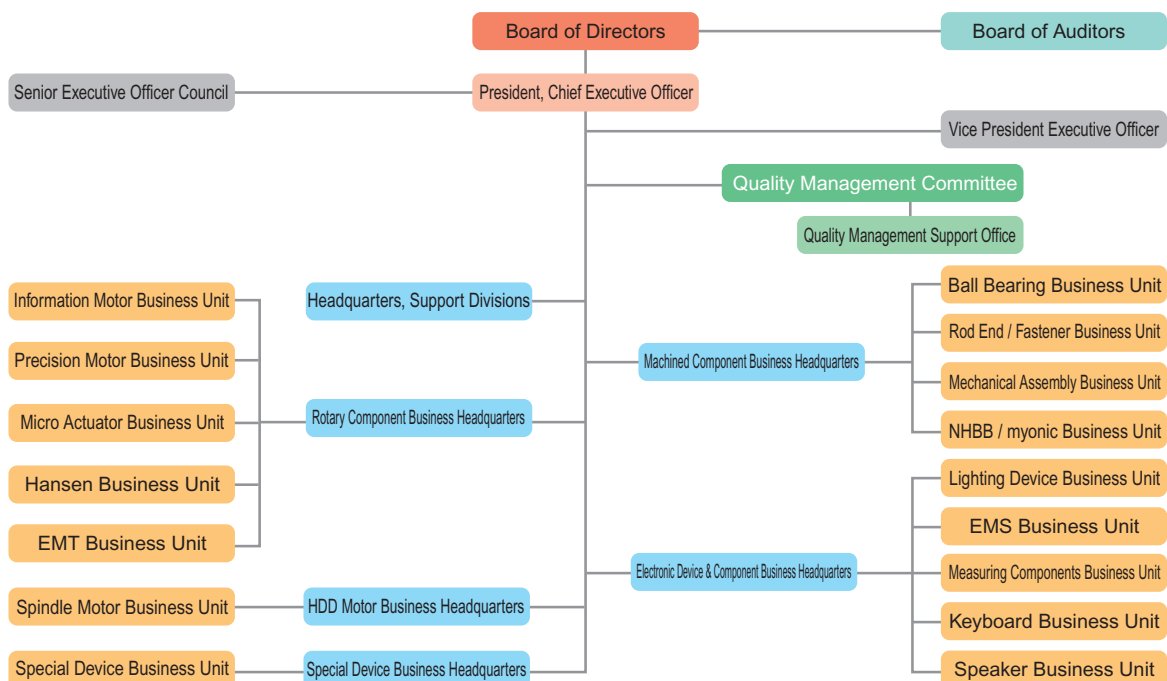 Board of Directors
Board of Auditors
Senior Executive Officer Council
President, Chief Executive Officer
Vice President Executive Officer
Quality Management Committee
Quality Management Support Office
Information Motor Business Unit
Headquarters, Support Divisions
Ball Bearing Business Unit
Rod End / Fastener Business Unit
Precision Motor Business Unit
Machined Component Business Headquarters
Mechanical Assembly Business Unit
Micro Actuator Business Unit
Rotary Component Business Headquarters
NHBB / myonic Business Unit
Hansen Business Unit
Lighting Device Business Unit
EMT Business Unit
EMS Business Unit
Electronic Device & Component Business Headquarters
Measuring Components Business Unit
Spindle Motor Business Unit
HDD Motor Business Headquarters
Keyboard Business Unit
Special Device Business Unit
Special Device Business Headquarters
Speaker Business Unit